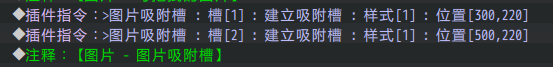 ◆插件指令:>图片吸附槽 : 槽[1] : 建立吸附槽 : 样式[1] : 位置[300,220]
◆插件指令:>图片吸附槽 : 槽[2] : 建立吸附槽 : 样式[1] : 位置[500,220]
◆注释:【图片 - 图片吸附槽】